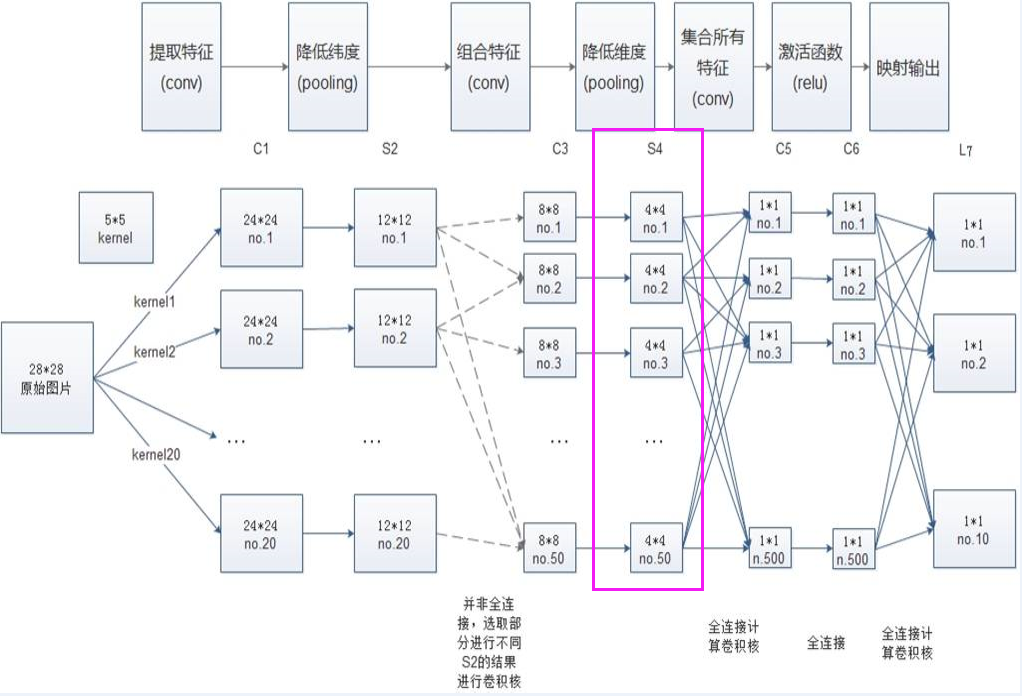 提取特征
(conv)
降低纬度
(pooling)
组合特征
(conv)
降低维度
(pooling)
集合所有
特征
(conv)
激活函数
(relu)
映射输出
C1
S2
C3
S4
C5
C6
L7
5*5
kernel
28*28
原始图片
kernel1
kernel2
kernel20
24*24
no.1
24*24
no.2
...
24*24
no.20
12*12
no.1
12*12
no.2
...
12*12
no.20
8*8
no.1
8*8
no.2
8*8
no.3
...
8*8
no.50
4*4
no.1
4*4
no.2
4*4
no.3
...
4*4
no.50
1*1
no.1
1*1
no.2
1*1
no.3
1*1
n.500
1*1
no.1
1*1
no.2
1*1
no.3
1*1
n.500
1*1
no.1
1*1
no.2
1*1
no.10
并非全连
接，选取部
分进行不同
S2的结果
进行卷积核
全连接计
算卷积核
全连接
全连接计
算卷积核